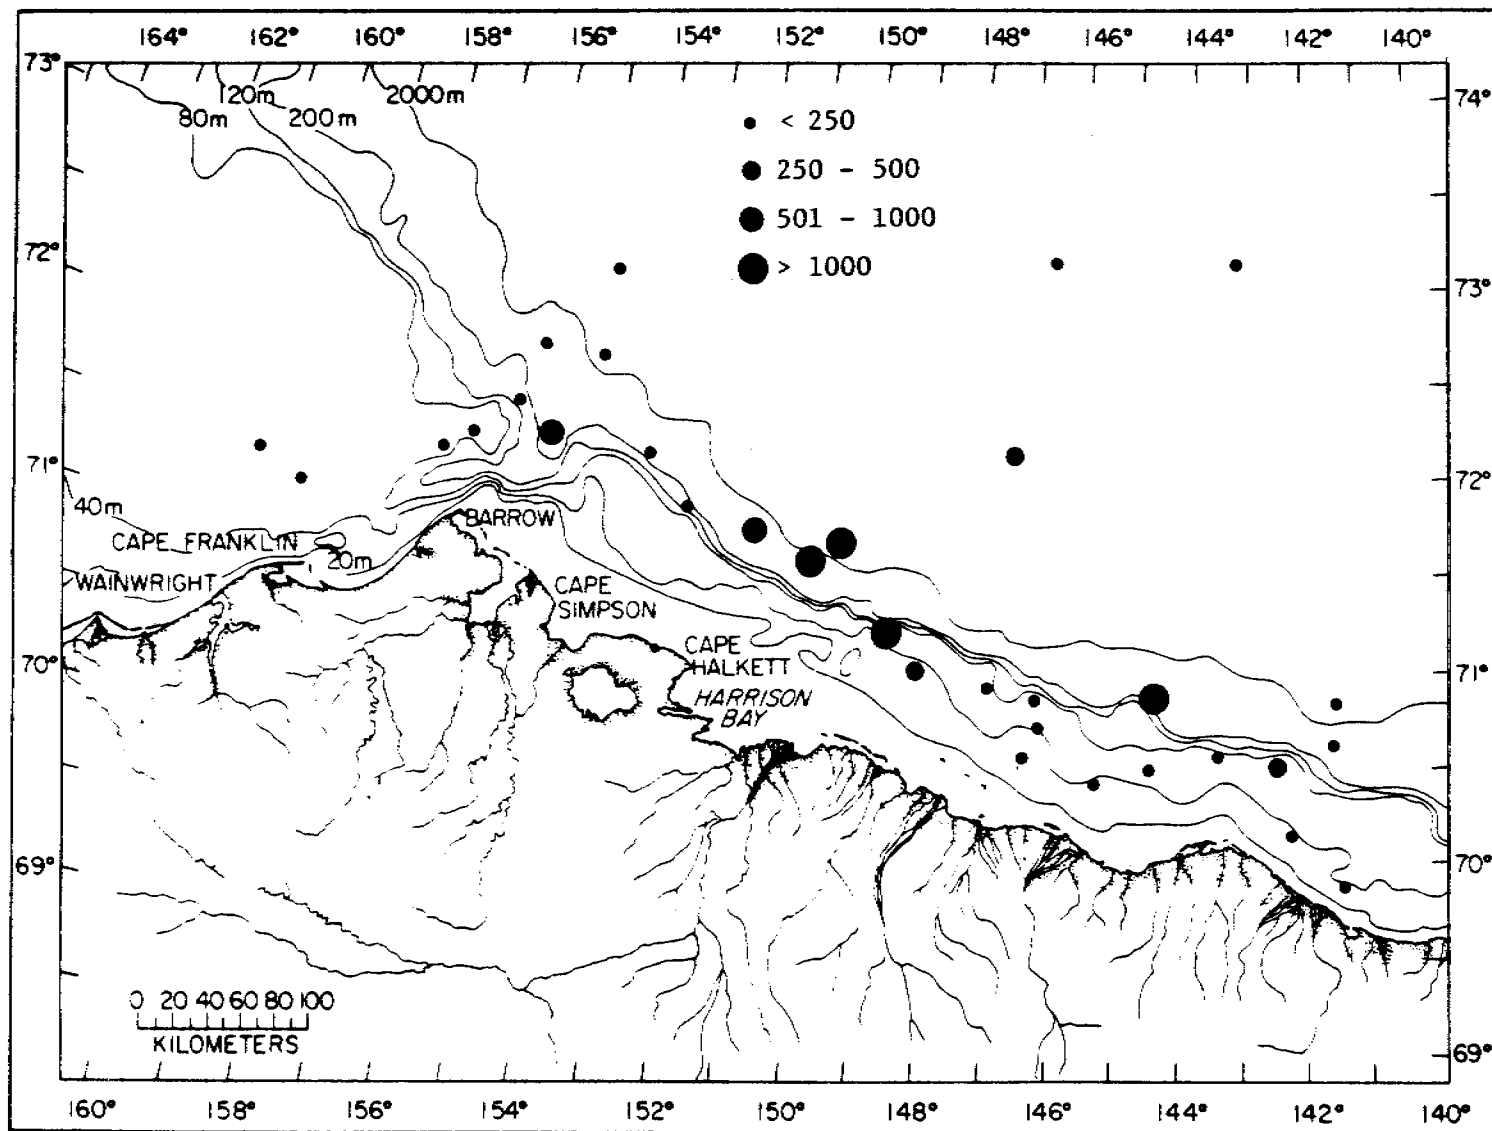 164° 162° 160° 158° 156° 154° 152° 150° 148° 146° 144° 142° 140°
73°
120m 2000m
80m 200m
74°
< 250
250 - 500
501 - 1000
> 1000
72°
73°
71°
72°
40m
BARROW
CAPE FRANKLIN
20m
WAINWRIGHT
CAPE
SIMPSON
CAPE
HALKETT
70°
71°
HARRISON
BAY
69°
70°
0 20 40 60 80 100
KILOMETERS
69°
160° 158° 156° 154° 152° 150° 148° 146° 144° 142° 140°